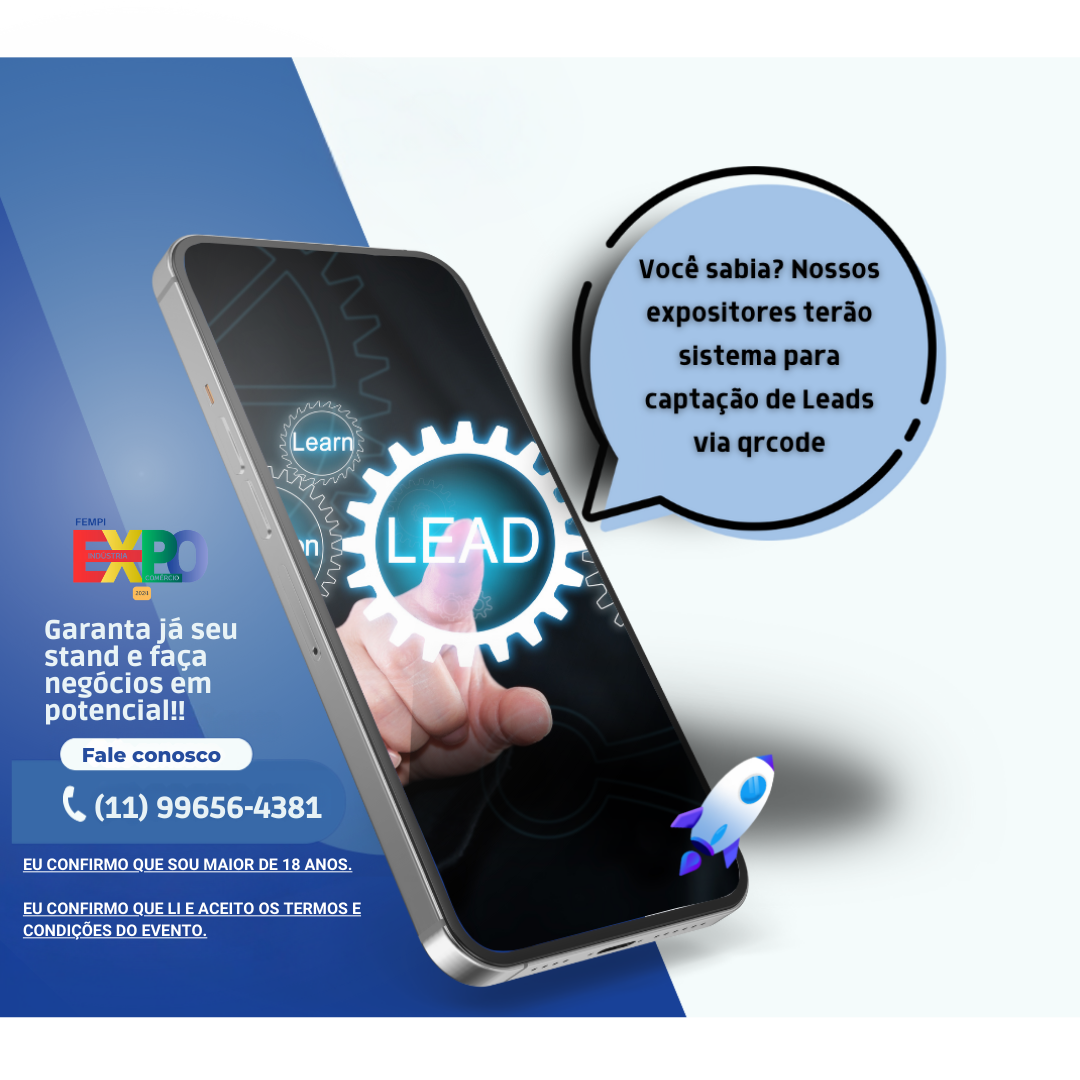 Você sabia? Nossos
expositores terão
sistema para
captação de Leads
via qrcode
Learn
LEAD
on
FEMPI
EXPO
INDÚSTRIA
COMÉRCIO
2024
Garanta já seu
stand e faça
negócios em
potencial!!
Fale conosco
(11) 99656-4381
EU CONFIRMO QUE SOU MAIOR DE 18 ANOS.
EU CONFIRMO QUE LI E ACEITO OS TERMOS E
CONDIÇÕES DO EVENTO.